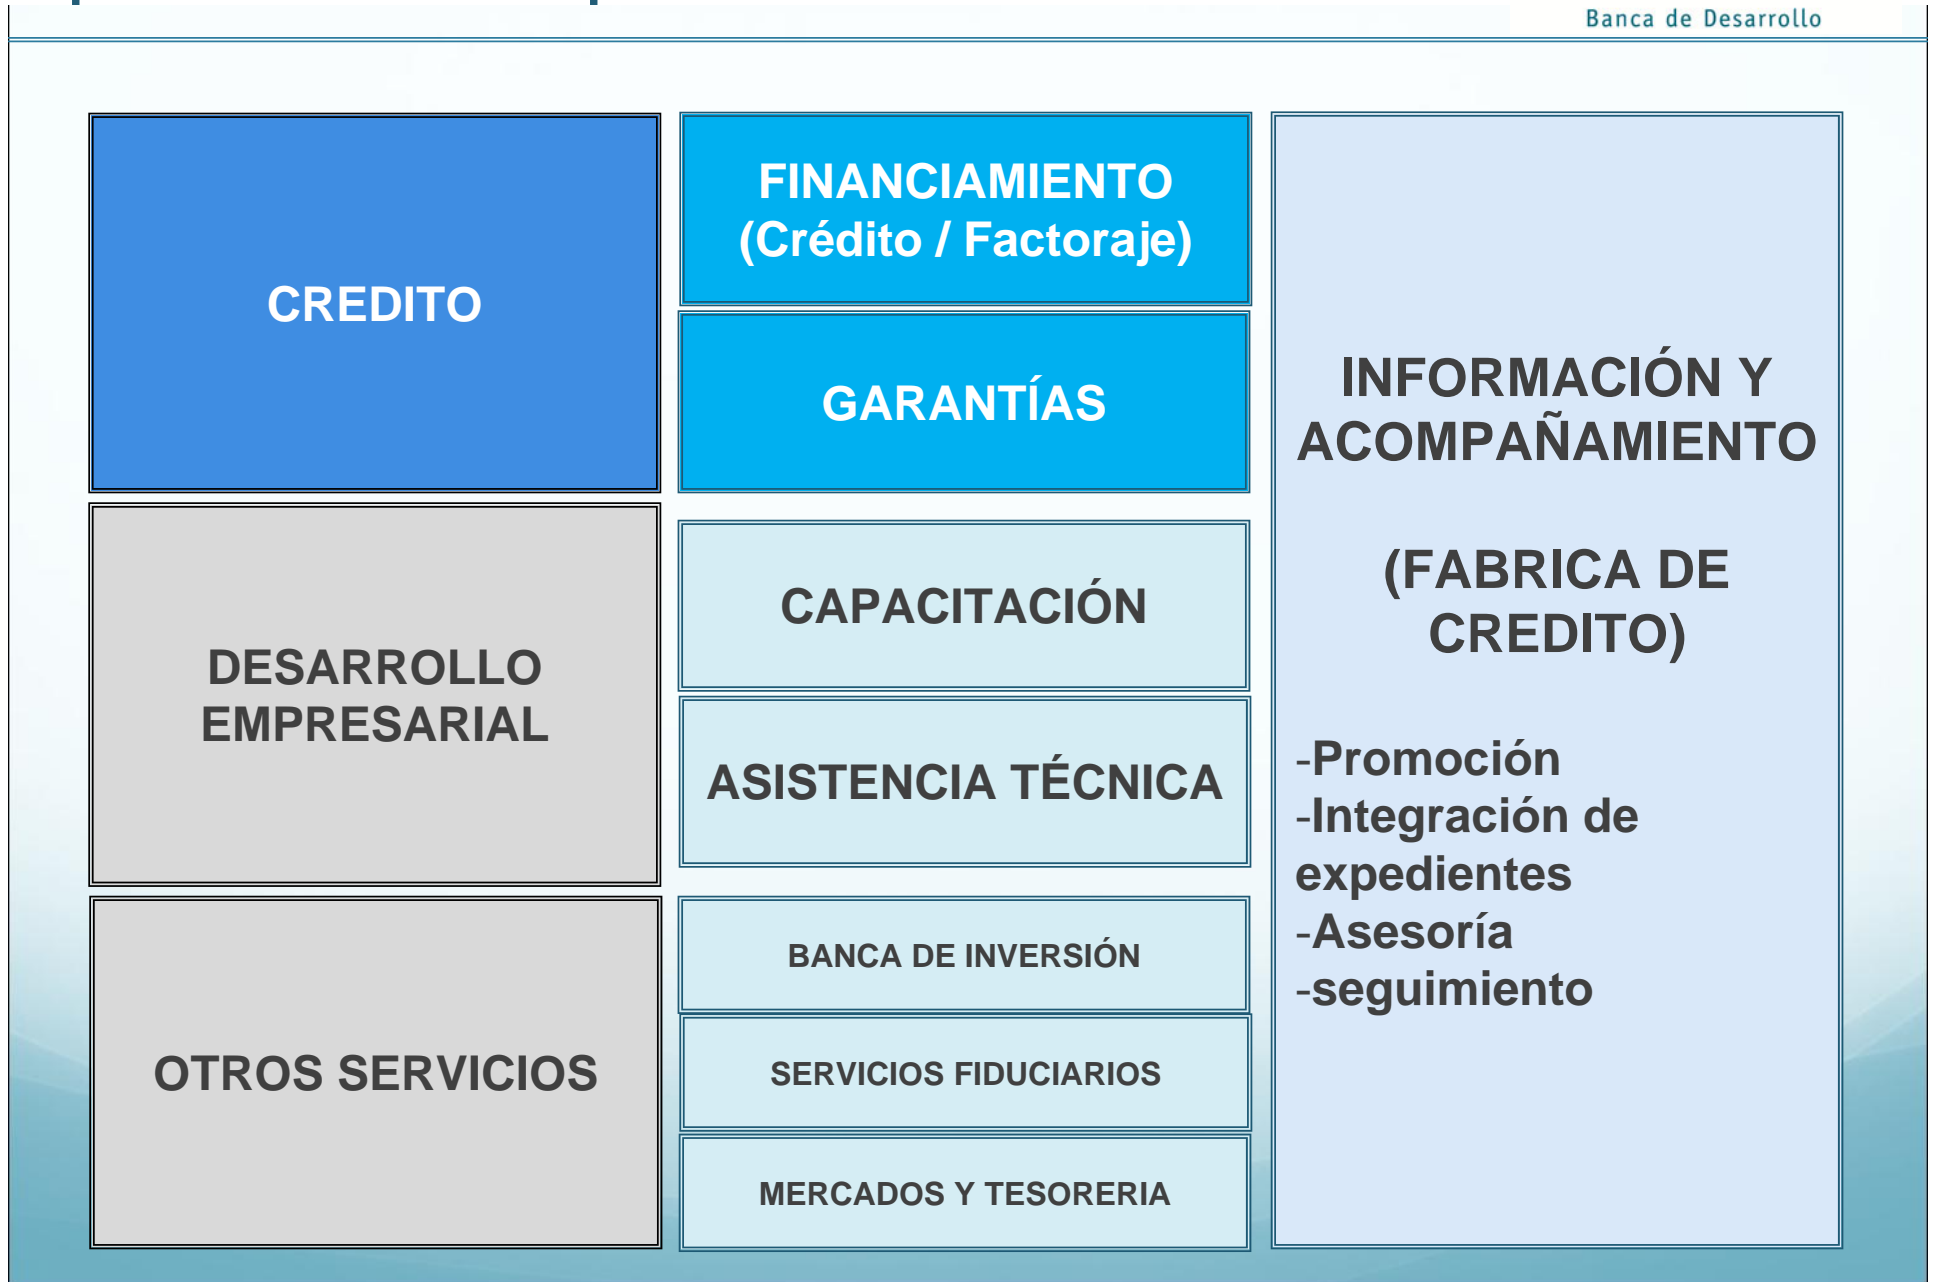 Banca de Desarrollo
CREDITO
FINANCIAMIENTO
(Crédito / Factoraje)
GARANTÍAS
DESARROLLO
EMPRESARIAL
CAPACITACIÓN
ASISTENCIA TÉCNICA
OTROS SERVICIOS
BANCA DE INVERSIÓN
SERVICIOS FIDUCIARIOS
MERCADOS Y TESORERIA
INFORMACIÓN Y
ACOMPAÑAMIENTO
(FABRICA DE
CREDITO)
-Promoción
-Integración de
expedientes
-Asesoría
-seguimiento